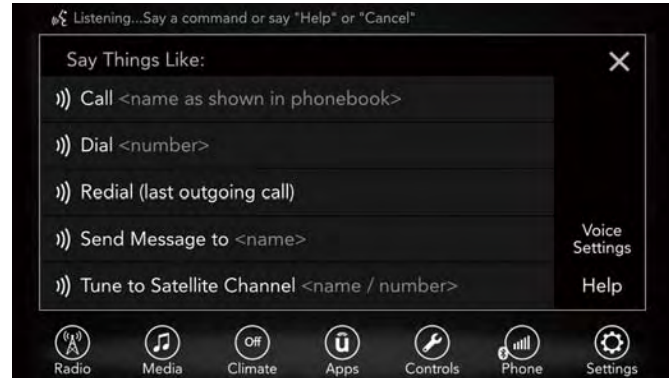 Listening...Say a command or say "Help" or "Cancel"
Say Things Like:
Call <name as shown in phonebook>
Dial <number>
Redial (last outgoing call)
Send Message to <name>
Voice
Settings
Tune to Satellite Channel <name / number>
Help
Off
Radio
Media
Climate
Apps
Controls
Phone
Settings